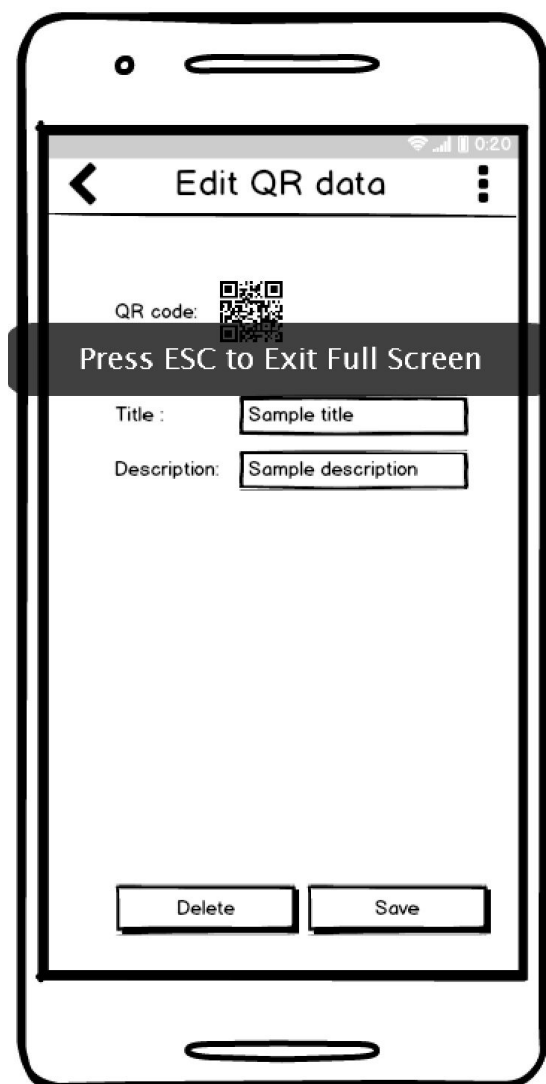 0:20
Edit QR data
QR code:
Press ESC to Exit Full Screen
Title : Sample title
Description: Sample description
Delete Save